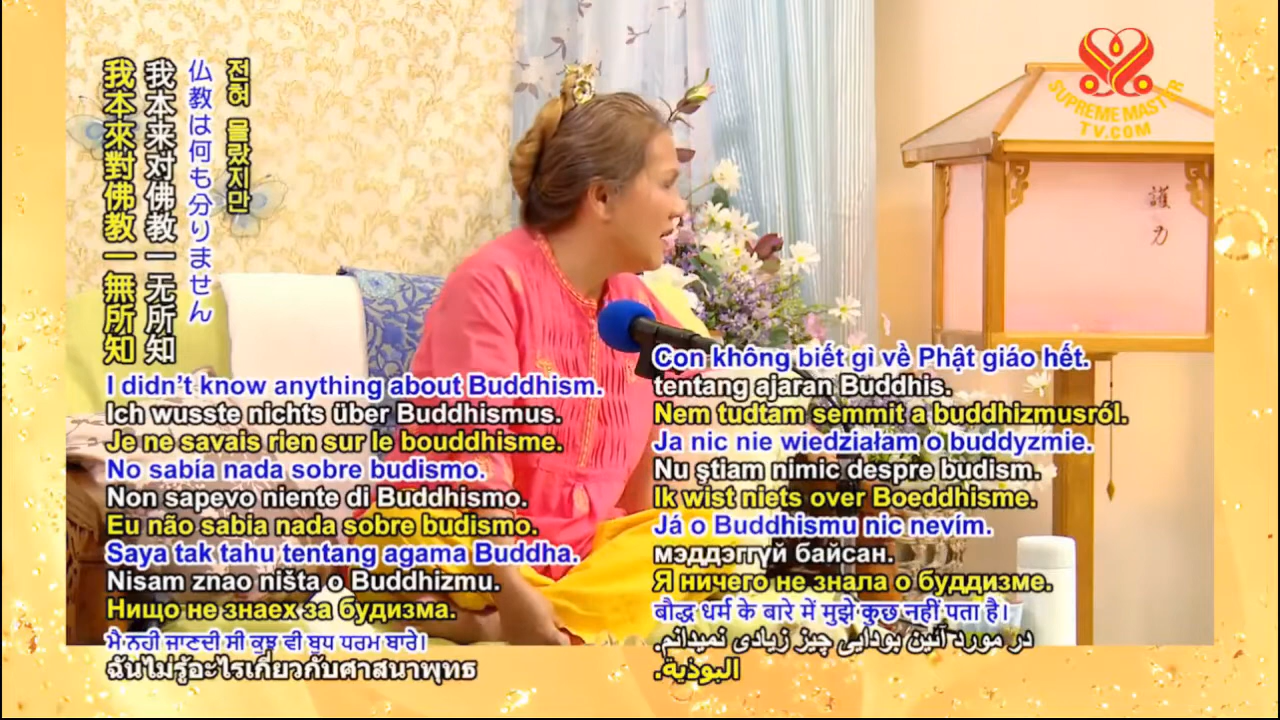 전혀 몰랐지만
仏教は何も分りません
我本来对佛教一无所知
我本來對佛教一無所知
SUPREME MASTER
TV.COM
護力
I didn't know anything about Buddhism.
Ich wusste nichts über Buddhismus.
Je ne savais rien sur le bouddhisme.
No sabía nada sobre budismo.
Non sapevo niente di Buddhismo.
Eu não sabia nada sobre budismo.
Saya tak tahu tentang agama Buddha.
Nisam znao ništa o Buddhizmu.
Нищо не знаех за будизма.
ਮੈ ਨਹੀ ਜਾਣਦੀ ਸੀ ਕੁਝ ਵੀ ਬੁਧ ਧਰਮ ਬਾਰੇ।
ฉันไม่รู้อะไรเกี่ยวกับศาสนาพุทธ
Con không biết gì về Phật giáo hết.
tentang ajaran Buddhis.
Nem tudtam semmit a buddhizmusról.
Ja nic nie wiedziałam o buddyzmie.
Nu ştiam nimic despre budism.
Ik wist niets over Boeddhisme.
Já o Buddhismu nic nevím.
мэддэггүй байсан.
Я ничего не знала о буддизме.
बौद्ध धर्म के बारे में मुझे कुछ नहीं पता है।
در مورد آئین بودایی چیز زیادی نمیدانم.
البوذية.